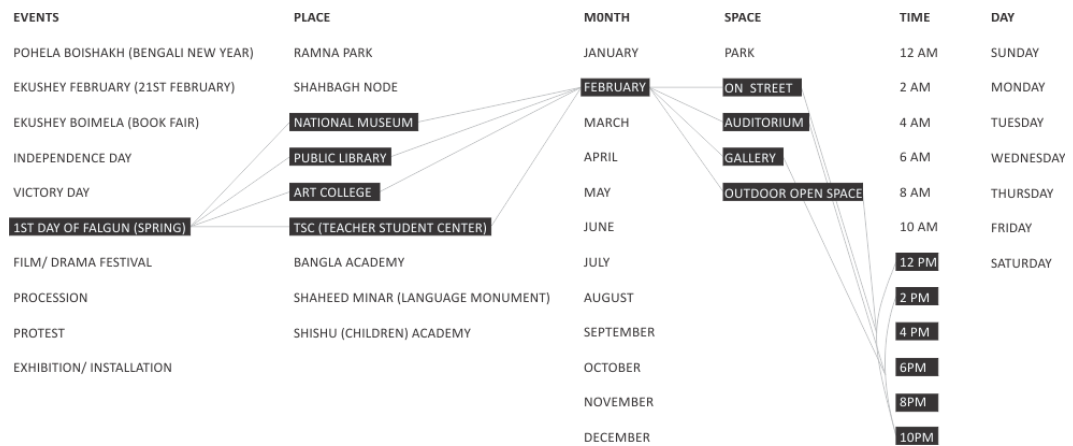 EVENTS PLACE M0NTH SPACE TIME DAY
POHELA BOISHAKH (BENGALI NEW YEAR) RAMNA PARK JANUARY PARK 12 AM SUNDAY
EKUSHEY FEBRUARY (21ST FEBRUARY) SHAHBAGH NODE FEBRUARY ON STREET 2 AM MONDAY
EKUSHEY BOIMELA (BOOK FAIR) NATIONAL MUSEUM MARCH AUDITORIUM 4 AM TUESDAY
INDEPENDENCE DAY PUBLIC LIBRARY APRIL GALLERY 6 AM WEDNESDAY
VICTORY DAY ART COLLEGE MAY OUTDOOR OPEN SPACE 8 AM THURSDAY
1ST DAY OF FALGUN (SPRING) TSC (TEACHER STUDENT CENTER) JUNE 10 AM FRIDAY
FILM/ DRAMA FESTIVAL BANGLA ACADEMY JULY 12 PM SATURDAY
PROCESSION SHAHEED MINAR (LANGUAGE MONUMENT) AUGUST 2 PM
PROTEST SHISHU (CHILDREN) ACADEMY SEPTEMBER 4 PM
EXHIBITION/ INSTALLATION OCTOBER 6PM
NOVEMBER 8PM
DECEMBER 10PM